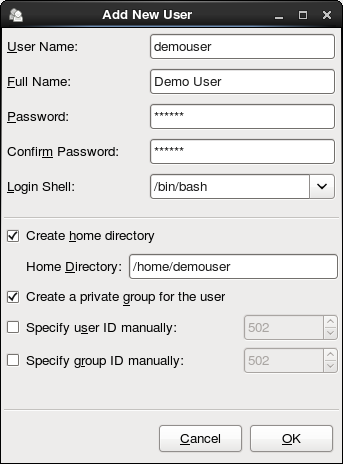 Add New User
User Name: demouser
Full Name: Demo User
Password: ******
Confirm Password: ******
Login Shell: /bin/bash
Create home directory
Home Directory: /home/demouser
Create a private group for the user
Specify user ID manually: 502
Specify group ID manually: 502
Cancel OK